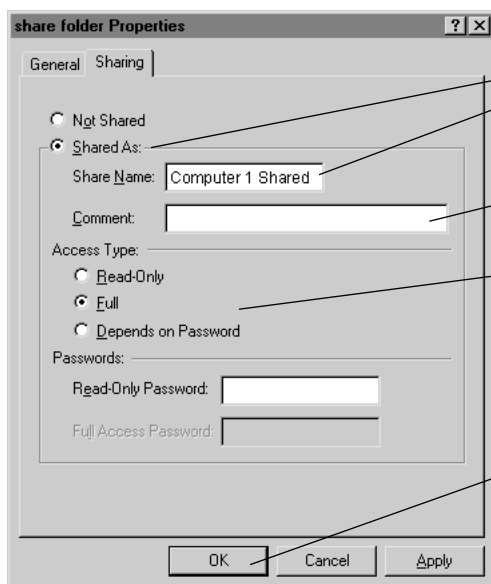 share folder Properties
General Sharing
Not Shared
Shared As:
Share Name: Computer 1 Shared
Comment:
Access Type:
Read-Only
Full
Depends on Password
Passwords:
Read-Only Password:
Full Access Password:
OK Cancel Apply